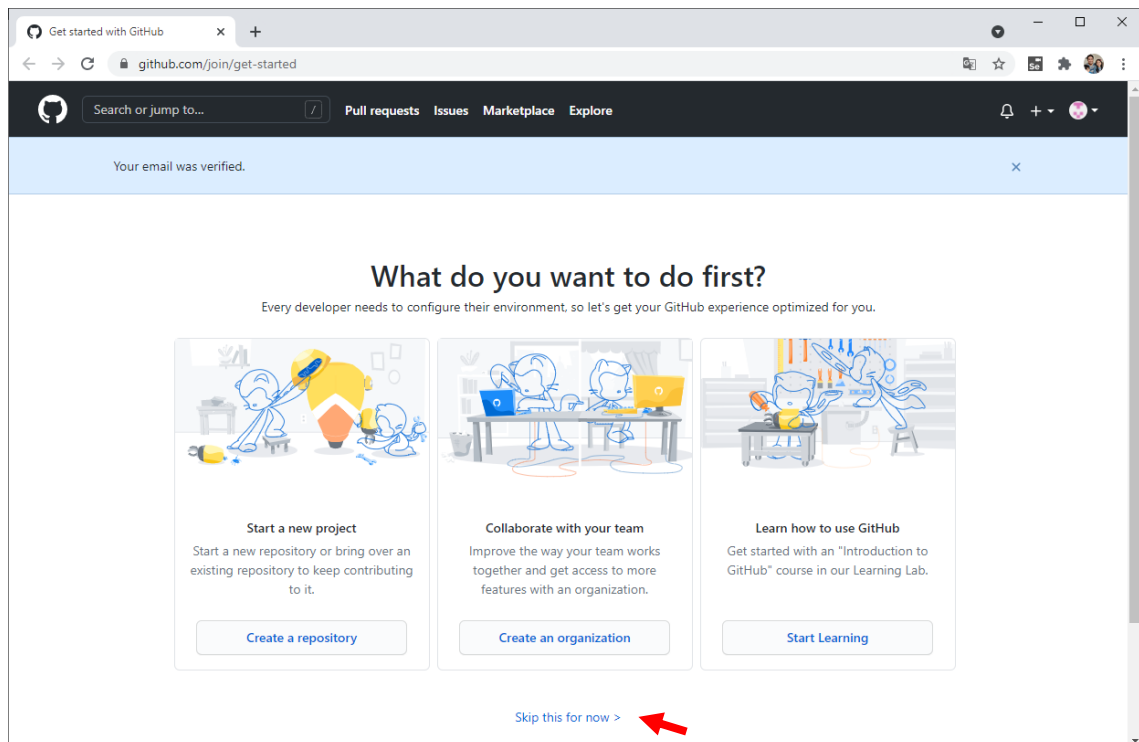 Get started with GitHub
github.com/join/get-started
Se
Search or jump to...
/
Pull requests Issues Marketplace Explore
Your email was verified.
What do you want to do first?
Every developer needs to configure their environment, so let's get your GitHub experience optimized for you.
Start a new project
Start a new repository or bring over an
existing repository to keep contributing
to it.
Create a repository
Collaborate with your team
Improve the way your team works
together and get access to more
features with an organization.
Create an organization
Learn how to use GitHub
Get started with an "Introduction to
GitHub" course in our Learning Lab.
Start Learning
Skip this for now >